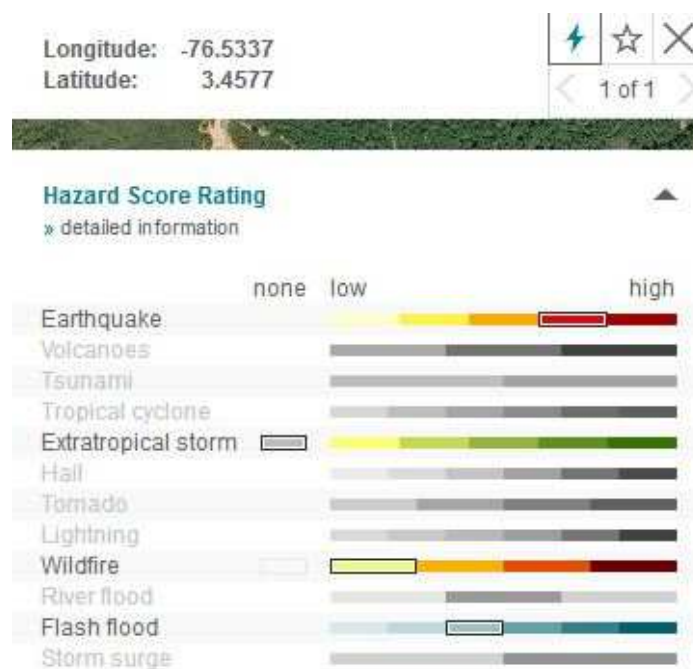 Longitude: -76.5337
Latitude: 3.4577
1 of 1
Hazard Score Rating
» detailed information
none low high
Earthquake
Volcanoes
Tsunami
Tropical cyclone
Extratropical storm
Hail
Tornado
Lightning
Wildfire
River flood
Flash flood
Storm surge